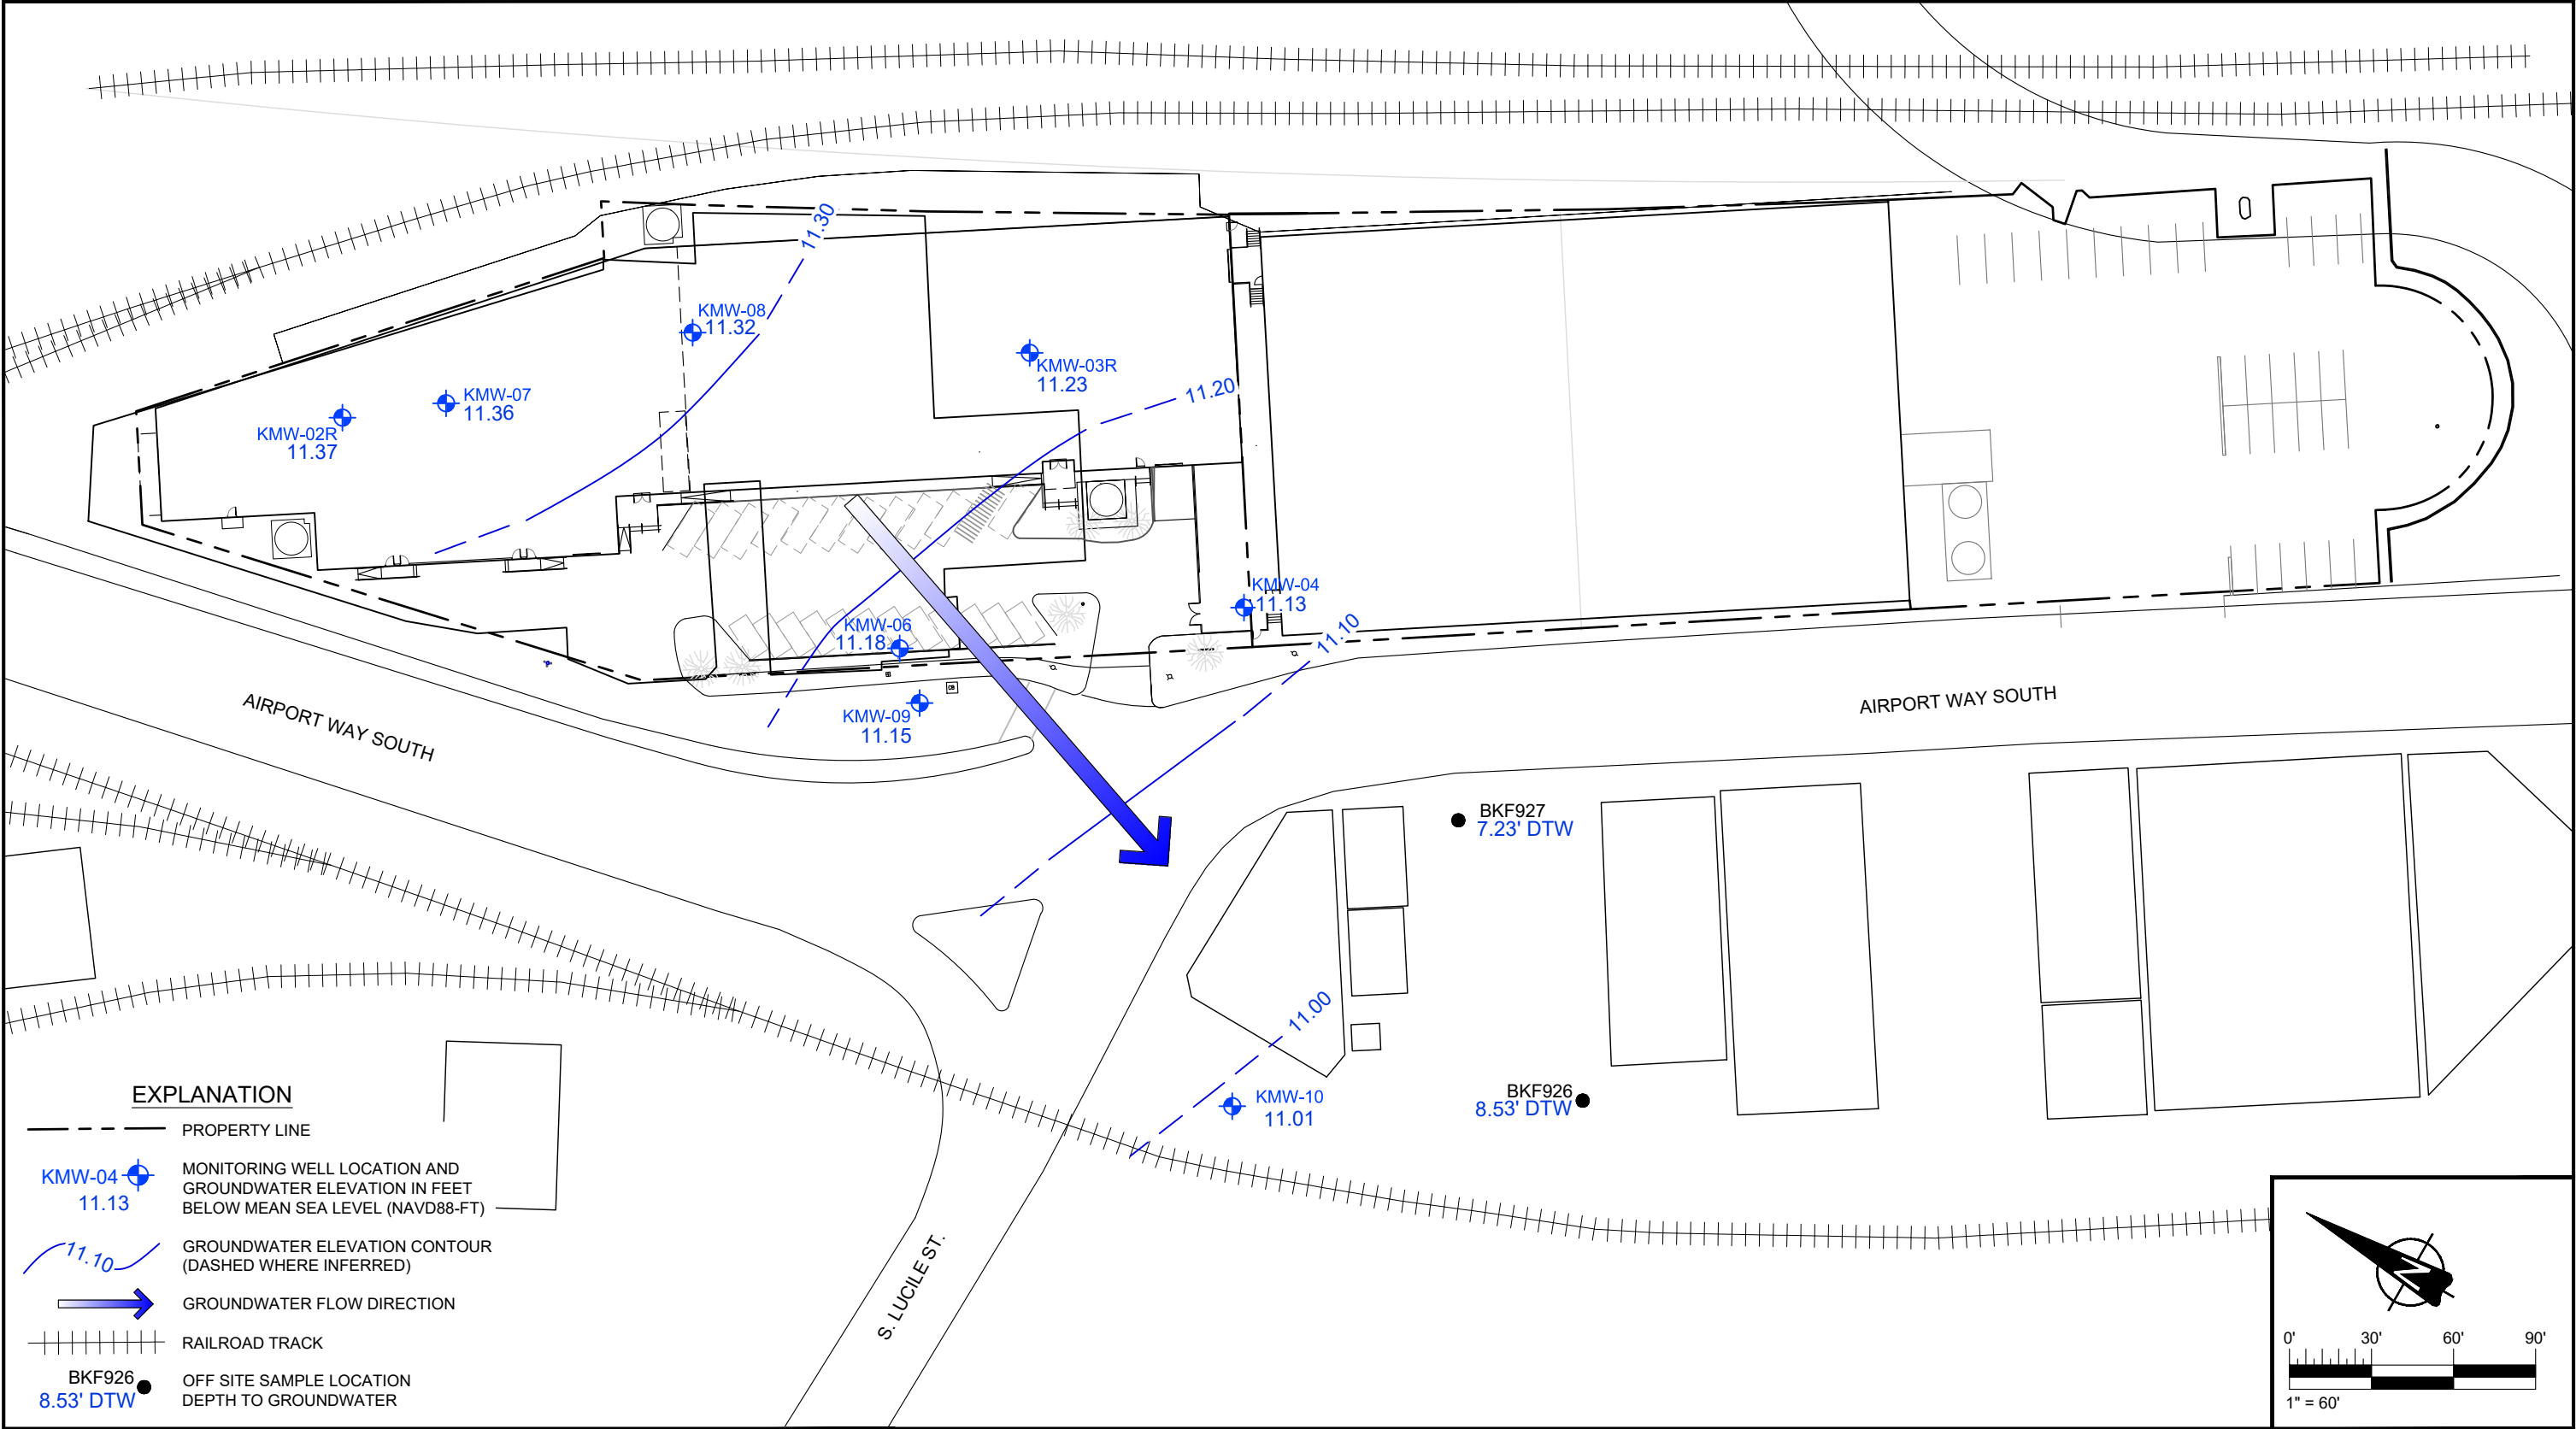 11.30
KMW-08
11.32
KMW-03R
11.23
11.20
KMW-07
11.36
KMW-02R
11.37
KMW-04
11.13
11.10
KMW-06
11.18
KMW-09
11.15
AIRPORT WAY SOUTH
AIRPORT WAY SOUTH
BKF927
7.23' DTW
11.00
KMW-10
11.01
BKF926
8.53' DTW
S. LUCILE ST.
EXPLANATION
PROPERTY LINE
KMW-04
11.13
MONITORING WELL LOCATION AND
GROUNDWATER ELEVATION IN FEET
BELOW MEAN SEA LEVEL (NAVD88-FT)
11.10
GROUNDWATER ELEVATION CONTOUR
(DASHED WHERE INFERRED)
GROUNDWATER FLOW DIRECTION
RAILROAD TRACK
BKF926
8.53' DTW
OFF SITE SAMPLE LOCATION
DEPTH TO GROUNDWATER
N
0' 30' 60' 90'
1" = 60'